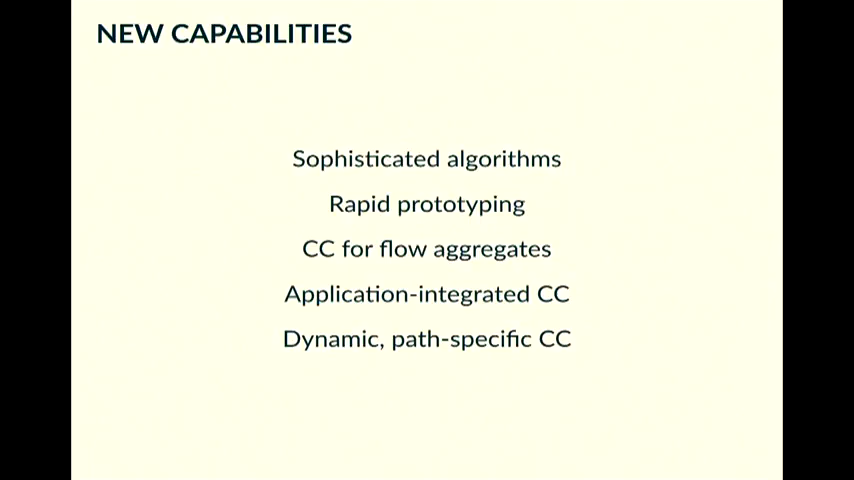 NEW CAPABILITIES
Sophisticated algorithms
Rapid prototyping
CC for flow aggregates
Application-integrated CC
Dynamic, path-specific CC